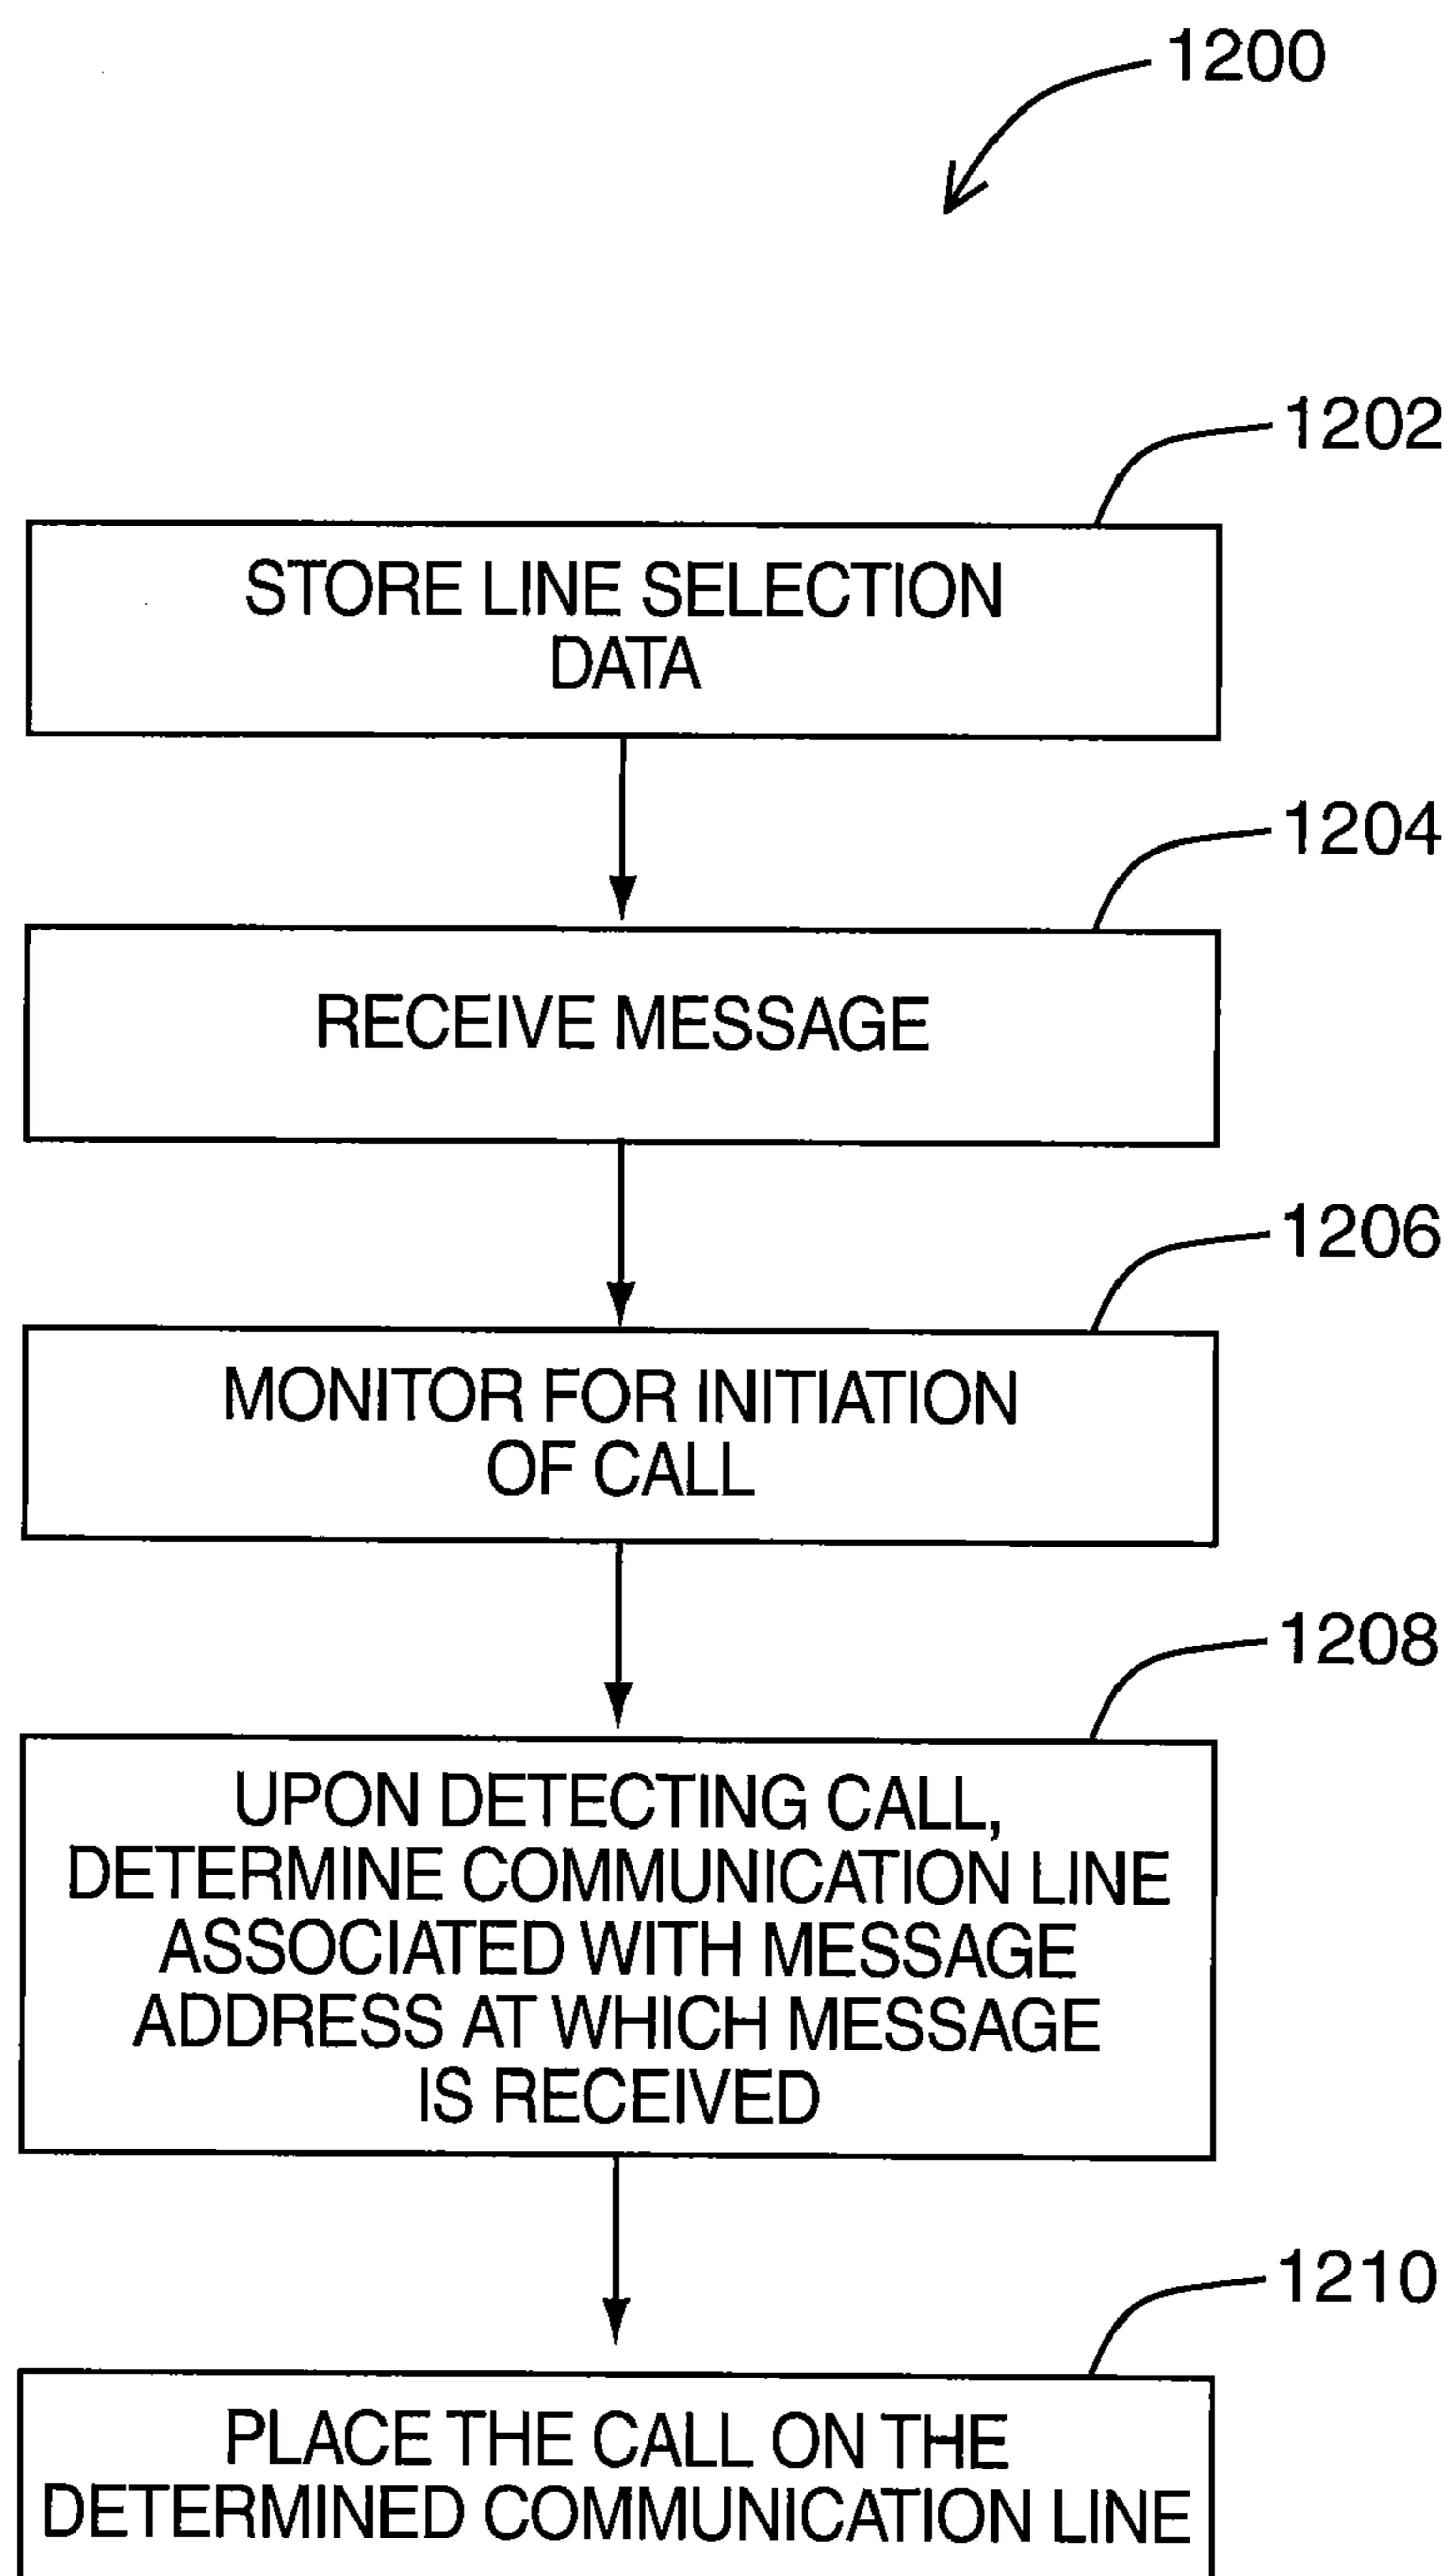 1200
1202
STORE LINE SELECTION
DATA
1204
RECEIVE MESSAGE
1206
MONITOR FOR INITIATION
OF CALL
1208
UPON DETECTING CALL,
DETERMINE COMMUNICATION LINE
ASSOCIATED WITH MESSAGE
ADDRESS AT WHICH MESSAGE
IS RECEIVED
1210
PLACE THE CALL ON THE
DETERMINED COMMUNICATION LINE